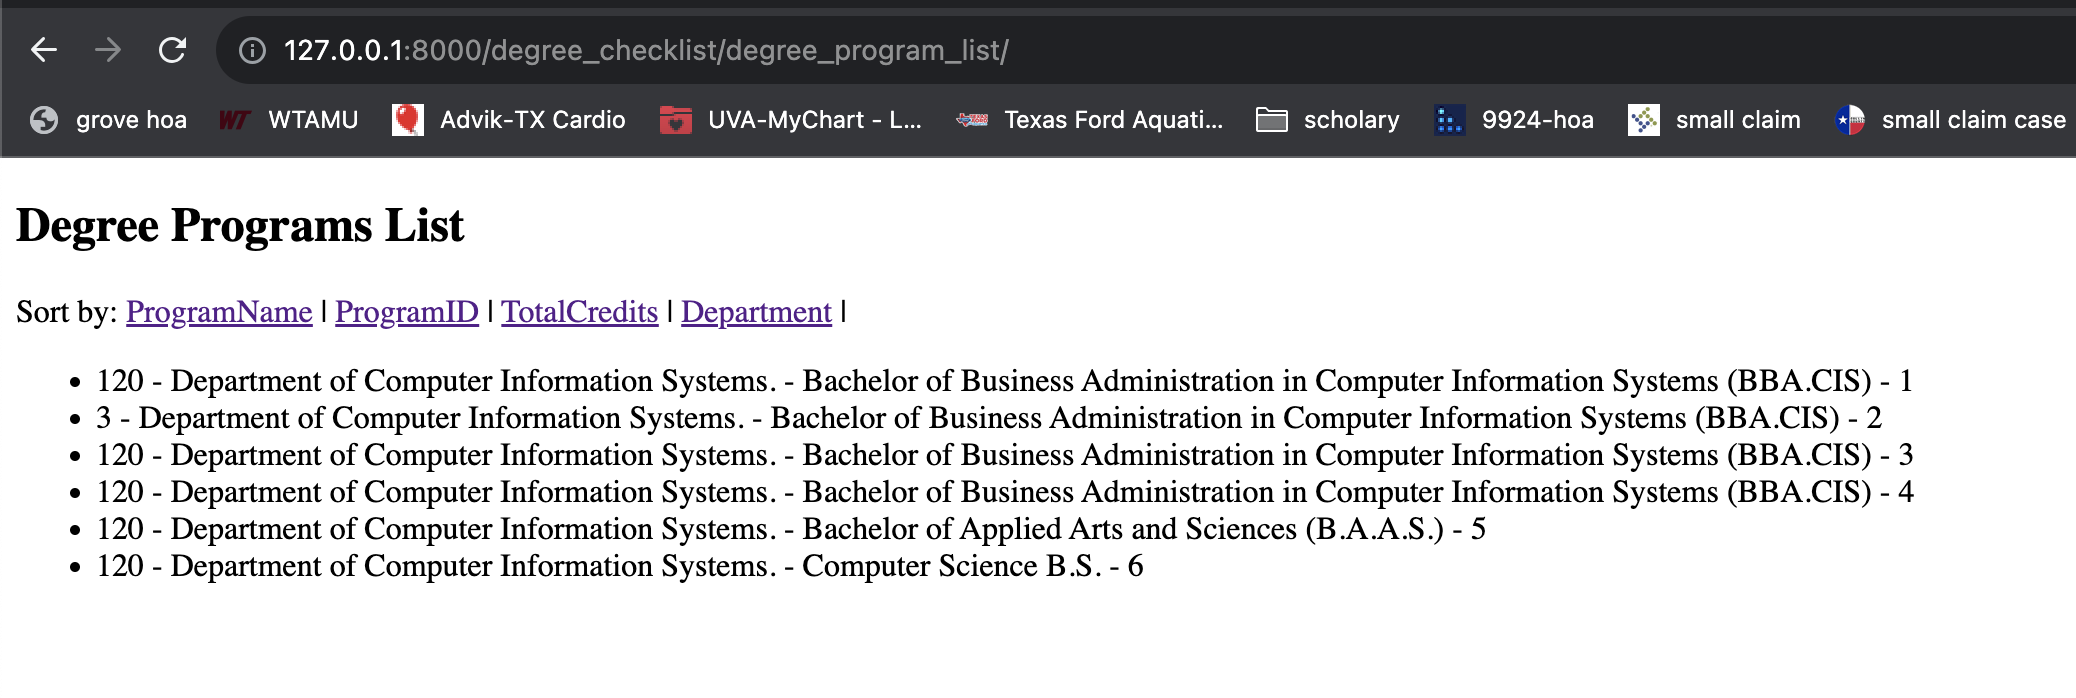 127.0.0.1:8000/degree_checklist/degree_program_list/
grove hoa WT WTAMU Advik-TX Cardio UVA-MyChart - L... Texas Ford Aquati... scholary 9924-hoa small claim small claim case
Degree Programs List
Sort by: ProgramName | ProgramID | TotalCredits | Department |
• 120 - Department of Computer Information Systems. - Bachelor of Business Administration in Computer Information Systems (BBA.CIS) - 1
• 3 - Department of Computer Information Systems. - Bachelor of Business Administration in Computer Information Systems (BBA.CIS) - 2
• 120 - Department of Computer Information Systems. - Bachelor of Business Administration in Computer Information Systems (BBA.CIS) - 3
• 120 - Department of Computer Information Systems. - Bachelor of Business Administration in Computer Information Systems (BBA.CIS) - 4
• 120 - Department of Computer Information Systems. - Bachelor of Applied Arts and Sciences (B.A.A.S.) - 5
• 120 - Department of Computer Information Systems. - Computer Science B.S. - 6